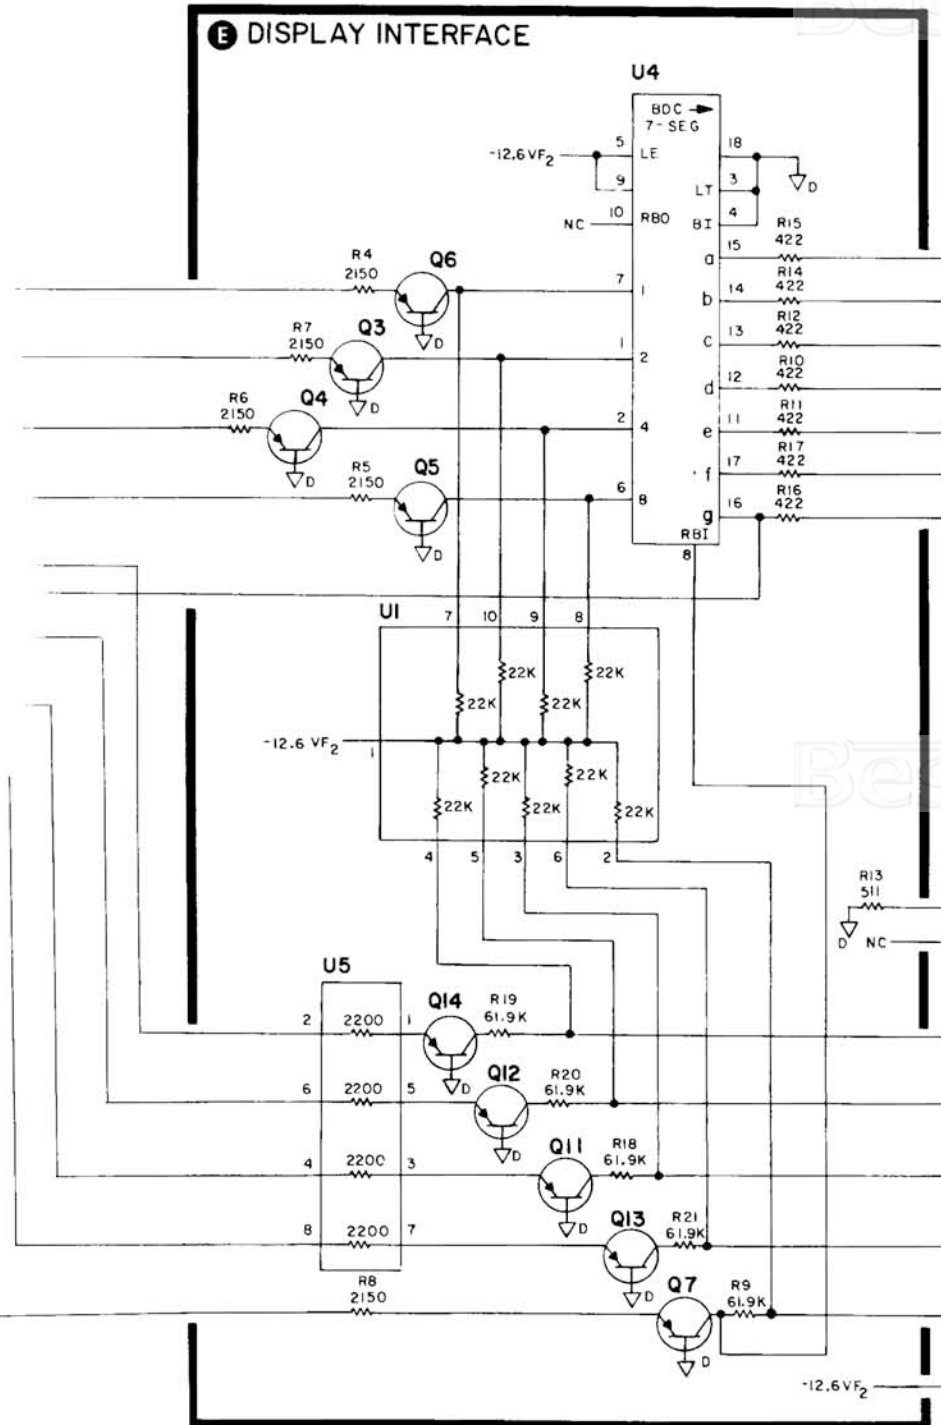 E DISPLAY INTERFACE
U4
BDC
7-SEG
-12.6VF2
5
LE
18
9
LT
3
D
NC
10
RBO
BI
4
R15
422
a
15
R4
2150
Q6
7
1
b
14
R14
422
D
R7
2150
Q3
1
2
c
13
R12
422
D
R6
2150
Q4
2
4
d
12
R10
422
D
e
11
R11
422
R5
2150
Q5
6
8
f
17
R17
422
D
g
16
R16
422
RBI
8
U1
7
10
9
8
22K
22K
22K
22K
-12.6 VF2
1
22K
22K
22K
22K
22K
4
5
3
6
2
Bes
R13
511
D
NC
U5
2
2200
1
Q14
R19
61.9K
D
6
2200
5
Q12
R20
61.9K
D
4
2200
3
Q11
R18
61.9K
D
8
2200
7
Q13
R21
61.9K
D
R8
2150
Q7
R9
61.9K
D
-12.6VF2